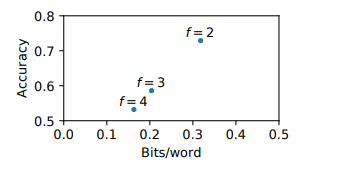 0.8
f = 2
0.7
Accuracy
0.6
f = 3
f = 4
0.5
0.0 0.1 0.2 0.3 0.4 0.5
Bits/word